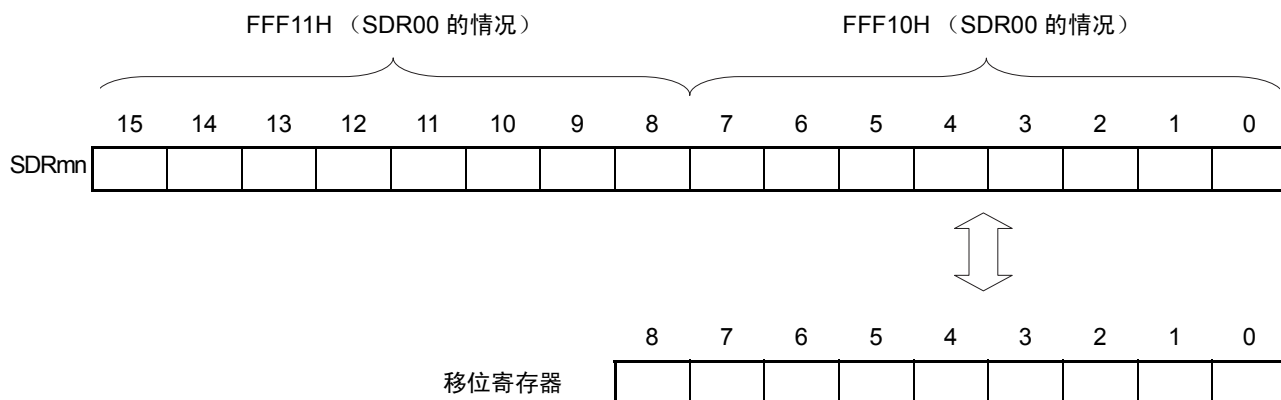 FFF11H （SDR00 的情况） FFF10H （SDR00 的情况）
15 14 13 12 11 10 9 8 7 6 5 4 3 2 1 0
SDRmn
8 7 6 5 4 3 2 1 0
移位寄存器